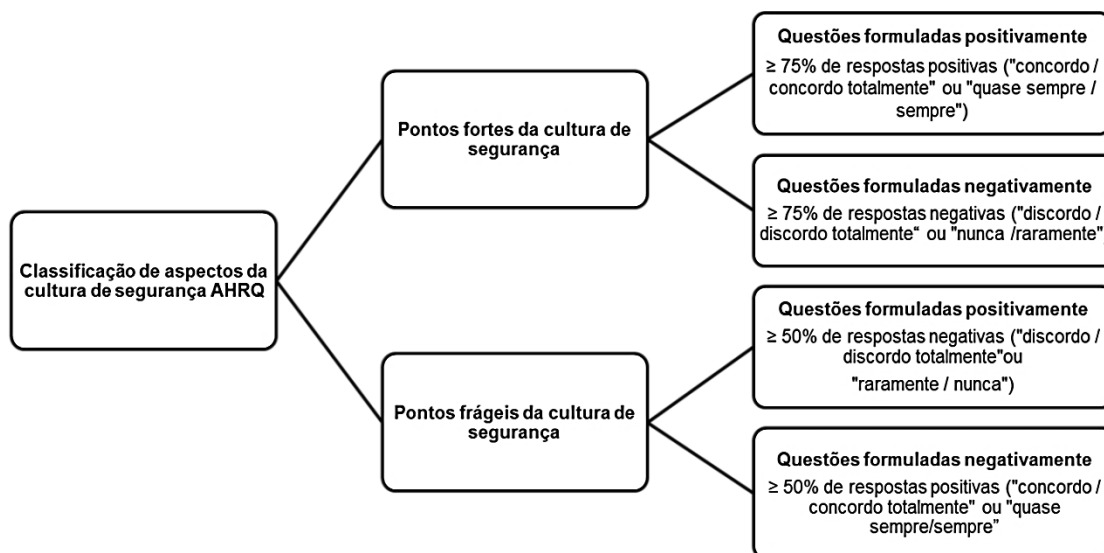 Classificação de aspectos da
cultura de segurança AHRQ
Pontos fortes da cultura de
segurança
Questões formuladas positivamente
≥ 75% de respostas positivas ("concordo /
concordo totalmente" ou "quase sempre /
sempre")
Questões formuladas negativamente
≥ 75% de respostas negativas ("discordo /
discordo totalmente“ ou "nunca /raramente"
Pontos frágeis da cultura de
segurança
Questões formuladas positivamente
≥ 50% de respostas negativas ("discordo /
discordo totalmente"ou
"raramente / nunca")
Questões formuladas negativamente
≥ 50% de respostas positivas ("concordo /
concordo totalmente" ou "quase
sempre/sempre”